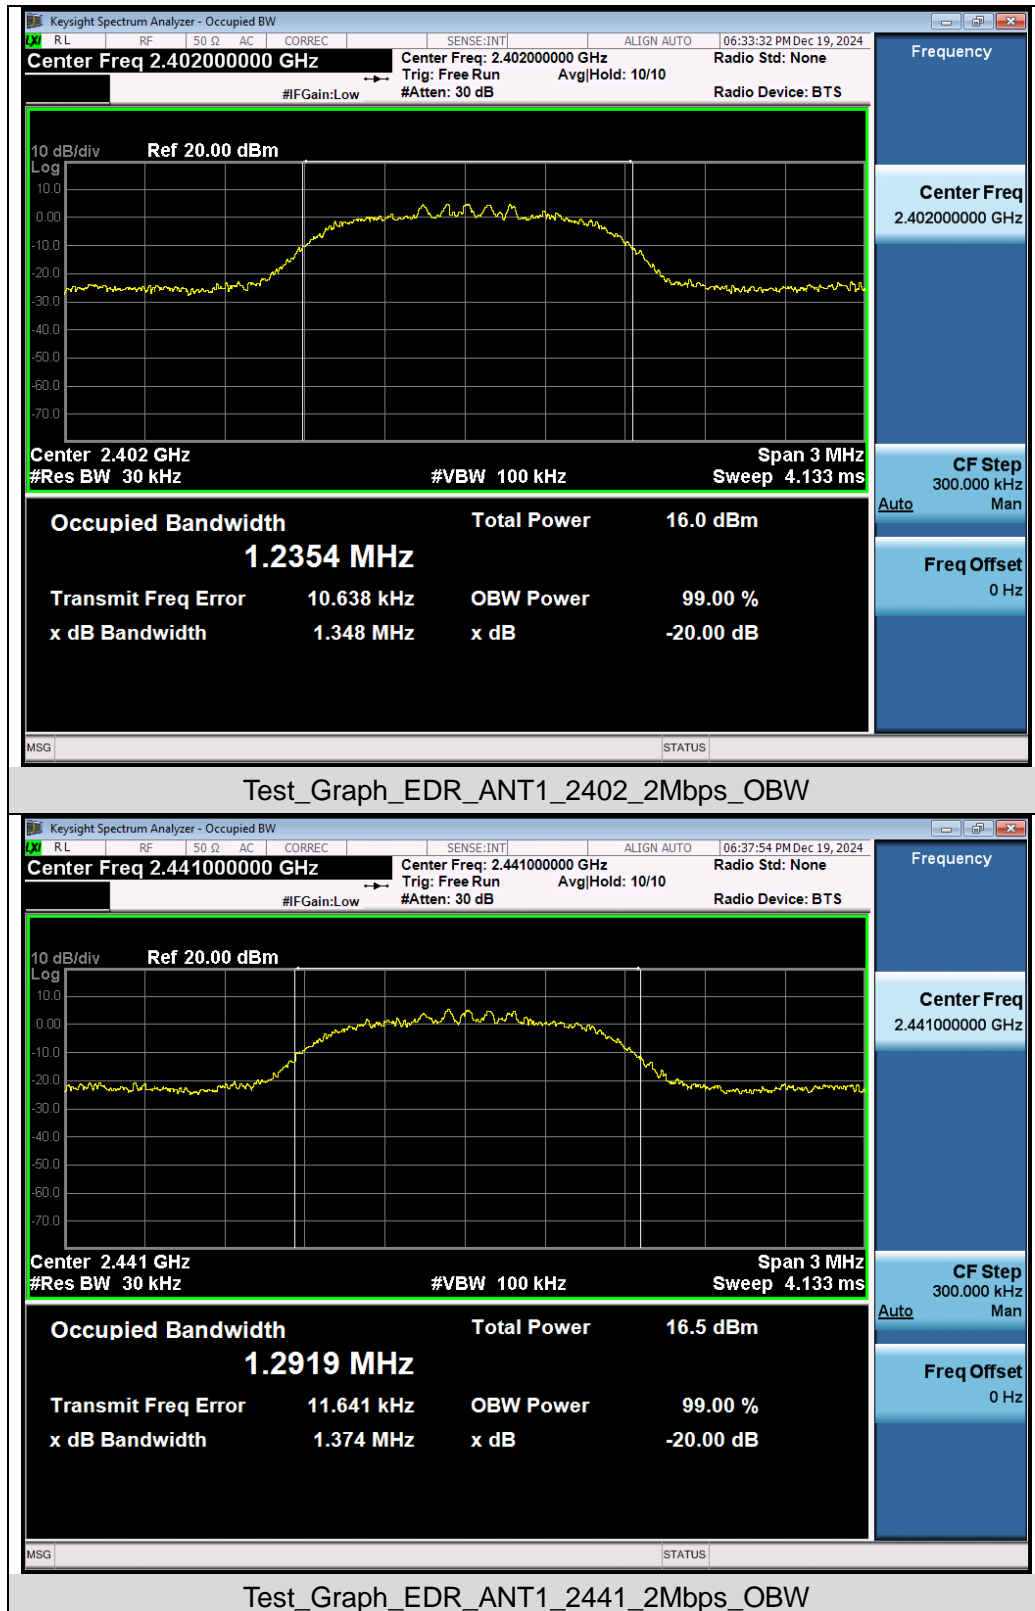 Keysight Spectrum Analyzer - Occupied BW
LXI RL RF 50 Ω AC CORREC SENSE:INT ALIGN AUTO 06:33:32 PM Dec 19, 2024
Center Freq 2.402000000 GHz
Center Freq: 2.402000000 GHz Radio Std: None
Trig: Free Run Avg|Hold: 10/10
#IFGain:Low #Atten: 30 dB Radio Device: BTS
Frequency
10 dB/div Ref 20.00 dBm
Log
10.0
0.00
-10.0
-20.0
-30.0
-40.0
-50.0
-60.0
-70.0
Center 2.402 GHz Span 3 MHz
#Res BW 30 kHz #VBW 100 kHz Sweep 4.133 ms
Center Freq
2.402000000 GHz
CF Step
300.000 kHz
Auto Man
Freq Offset
0 Hz
Occupied Bandwidth Total Power 16.0 dBm
1.2354 MHz
Transmit Freq Error 10.638 kHz OBW Power 99.00 %
x dB Bandwidth 1.348 MHz x dB -20.00 dB
MSG STATUS
Test_Graph_EDR_ANT1_2402_2Mbps_OBW
Keysight Spectrum Analyzer - Occupied BW
LXI RL RF 50 Ω AC CORREC SENSE:INT ALIGN AUTO 06:37:54 PM Dec 19, 2024
Center Freq 2.441000000 GHz
Center Freq: 2.441000000 GHz Radio Std: None
Trig: Free Run Avg|Hold: 10/10
#IFGain:Low #Atten: 30 dB Radio Device: BTS
Frequency
10 dB/div Ref 20.00 dBm
Log
10.0
0.00
-10.0
-20.0
-30.0
-40.0
-50.0
-60.0
-70.0
Center 2.441 GHz Span 3 MHz
#Res BW 30 kHz #VBW 100 kHz Sweep 4.133 ms
Center Freq
2.441000000 GHz
CF Step
300.000 kHz
Auto Man
Freq Offset
0 Hz
Occupied Bandwidth Total Power 16.5 dBm
1.2919 MHz
Transmit Freq Error 11.641 kHz OBW Power 99.00 %
x dB Bandwidth 1.374 MHz x dB -20.00 dB
MSG STATUS
Test_Graph_EDR_ANT1_2441_2Mbps_OBW